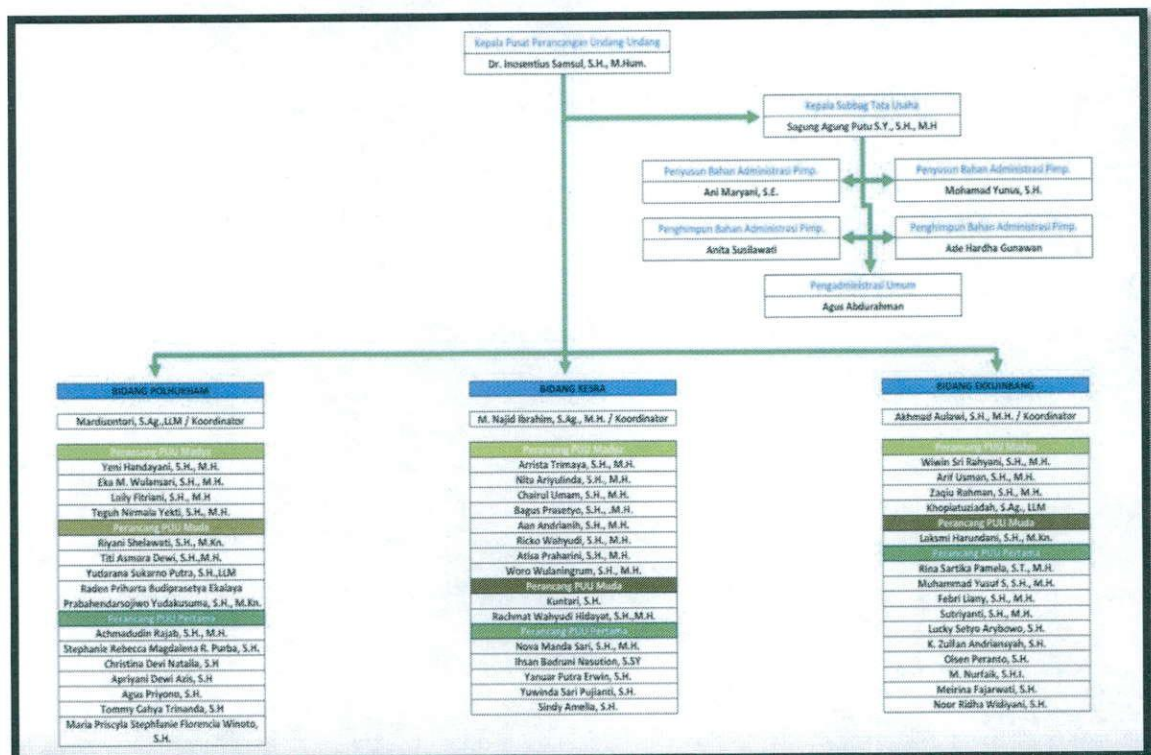 Kepala Pusat Perancangan Undang-Undang
Dr. Inosentius Samsul, S.H., M.Hum.
Kepala Subbag Tata Usaha
Sagung Agung Putu S.Y., S.H., M.H
Penyusun Bahan Administrasi Pimp.
Ani Maryani, S.E.
Penyusun Bahan Administrasi Pimp.
Mohamad Yunus, S.H.
Penghimpun Bahan Administrasi Pimp.
Anita Susilawati
Penghimpun Bahan Administrasi Pimp.
Ade Hardha Gunawan
Pengadministrasi Umum
Agus Abdurahman
BIDANG POLHUKHAM
Mardisontori, S.Ag.,LLM / Koordinator
Perancang PUU Madya
Yeni Handayani, S.H., M.H.
Eka M. Wulansari, S.H., M.H.
Laily Fitriani, S.H., M.H
Teguh Nirmala Yekti, S.H., M.H.
Perancang PUU Muda
Riyani Shelawati, S.H., M.Kn.
Titi Asmara Dewi, S.H.,M.H.
Yudarana Sukarno Putra, S.H.,LLM
Raden Priharta Budiprasetya Ekalaya
Prabahendarsojiwo Yudakusuma, S.H., M.Kn.
Perancang PUU Pertama
Achmadudin Rajab, S.H., M.H.
Stephanie Rebecca Magdalena R. Purba, S.H.
Christina Devi Natalia, S.H
Apriyani Dewi Azis, S.H
Agus Priyono, S.H.
Tommy Cahya Trinanda, S.H
Maria Priscyla Stephfanie Florencia Winoto,
S.H.
BIDANG KESRA
M. Najid Ibrahim, S.Ag., M.H. / Koordinator
Perancang PUU Madya
Arrista Trimaya, S.H., M.H.
Nita Ariyulinda, S.H., M.H.
Chairul Umam, S.H., M.H.
Bagus Prasetyo, S.H., .M.H.
Aan Andrianih, S.H., M.H.
Ricko Wahyudi, S.H., M.H.
Atisa Praharini, S.H., M.H.
Woro Wulaningrum, S.H., M.H.
Perancang PUU Muda
Kuntari, S.H.
Rachmat Wahyudi Hidayat, S.H.,M.H.
Perancang PUU Pertama
Nova Manda Sari, S.H., M.H.
Ihsan Badruni Nasution, S.SY
Yanuar Putra Erwin, S.H.
Yuwinda Sari Pujianti, S.H.
Sindy Amelia, S.H.
BIDANG EKKUINBANG
Akhmad Aulawi, S.H., M.H. / Koordinator
Perancang PUU Madya
Wiwin Sri Rahyani, S.H., M.H.
Arif Usman, S.H., M.H.
Zaqiu Rahman, S.H., M.H.
Khopiatuziadah, S.Ag., LLM
Perancang PUU Muda
Laksmi Harundani, S.H., M.Kn.
Perancang PUU Pertama
Rina Sartika Pamela, S.T., M.H.
Muhammad Yusuf S, S.H., M.H.
Febri Liany, S.H., M.H.
Sutriyanti, S.H., M.H.
Lucky Setyo Arybowo, S.H.
K. Zulfan Andriansyah, S.H.
Olsen Peranto, S.H.
M. Nurfaik, S.H.I.
Meirina Fajarwati, S.H.
Noor Ridha Widiyani, S.H.